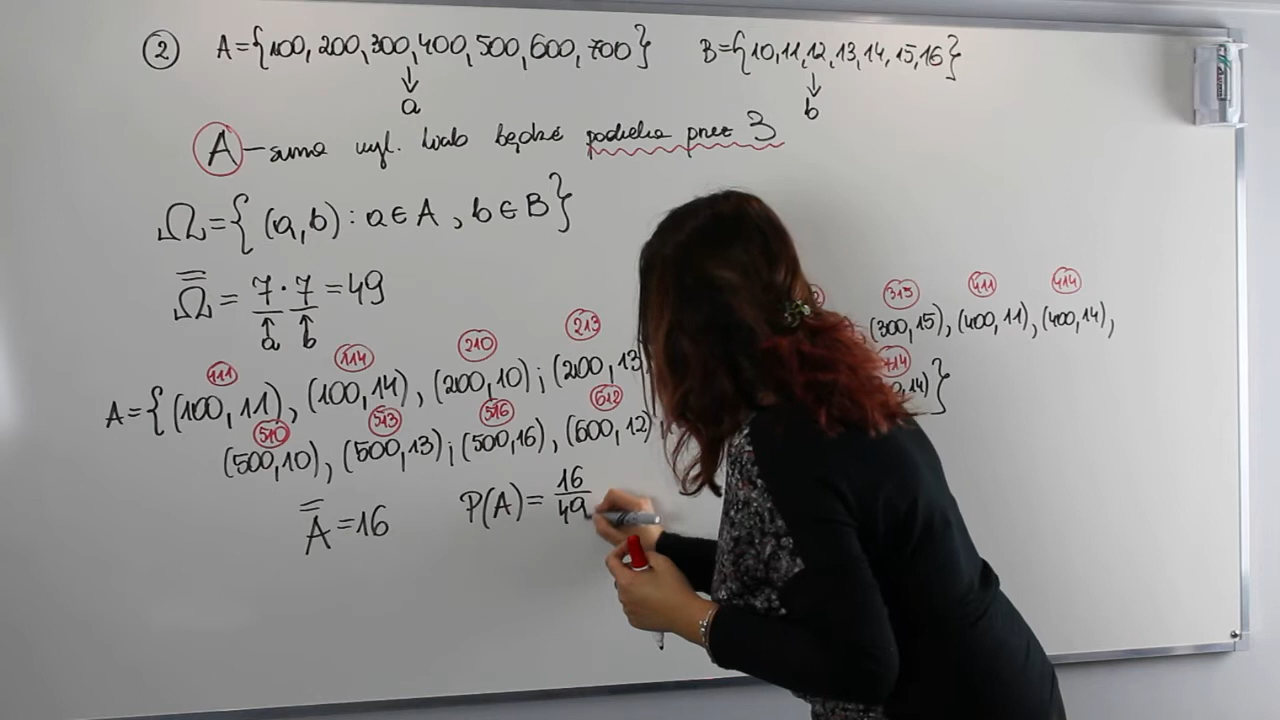 ② A={100, 200, 300, 400, 500, 600, 700} B={10, 11, 12, 13, 14, 15, 16}
a b
A – suma wyl. liczb będzie podzielna przez 3
Ω={(a, b): a∈A, b∈B}
Ω = 7 · 7 = 49
a b
111 114 210 213 315 411 414
A={(100, 11), (100, 14), (200, 10); (200, 13 (300, 15), (400, 11), (400, 14),
510 513 516 612 714
(500, 10), (500, 13); (500, 16), (600, 12) 14)}
A = 16 P(A) = 16/49